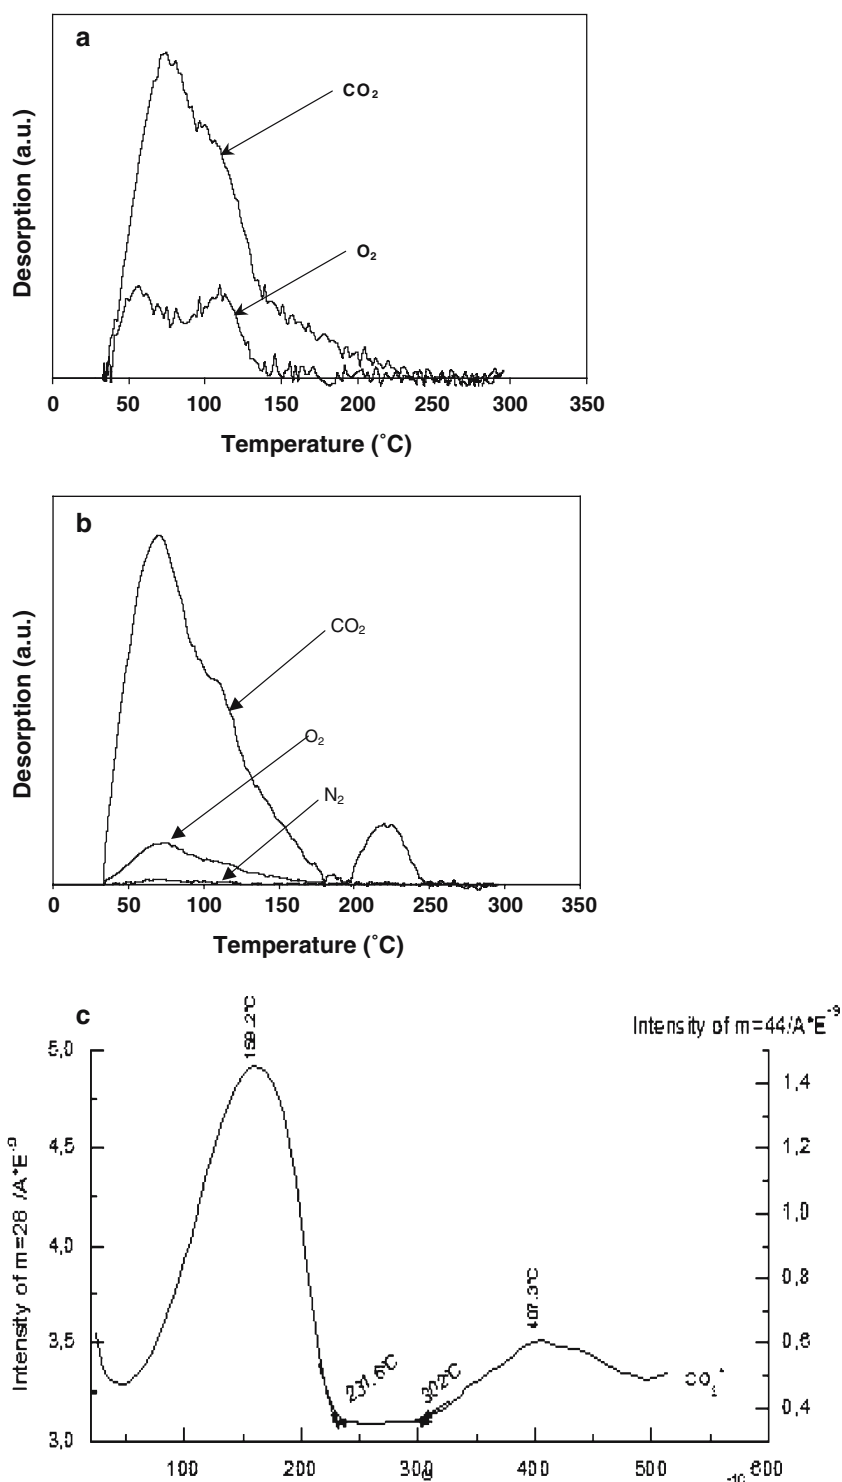 a
Desorption (a.u.)
CO₂
O₂
0 50 100 150 200 250 300 350
Temperature (˚C)
b
Desorption (a.u.)
CO₂
O₂
N₂
0 50 100 150 200 250 300 350
Temperature (˚C)
c
Intensity of m=44/A*E⁻⁹
Intensity of m=28 /A*E⁻⁹
5,0
4,5
4,0
3,5
3,0
1,4
1,2
1,0
0,8
0,6
0,4
159.2°C
231.6°C
302°C
407.3°C
100 200 300 400 500 600
-10